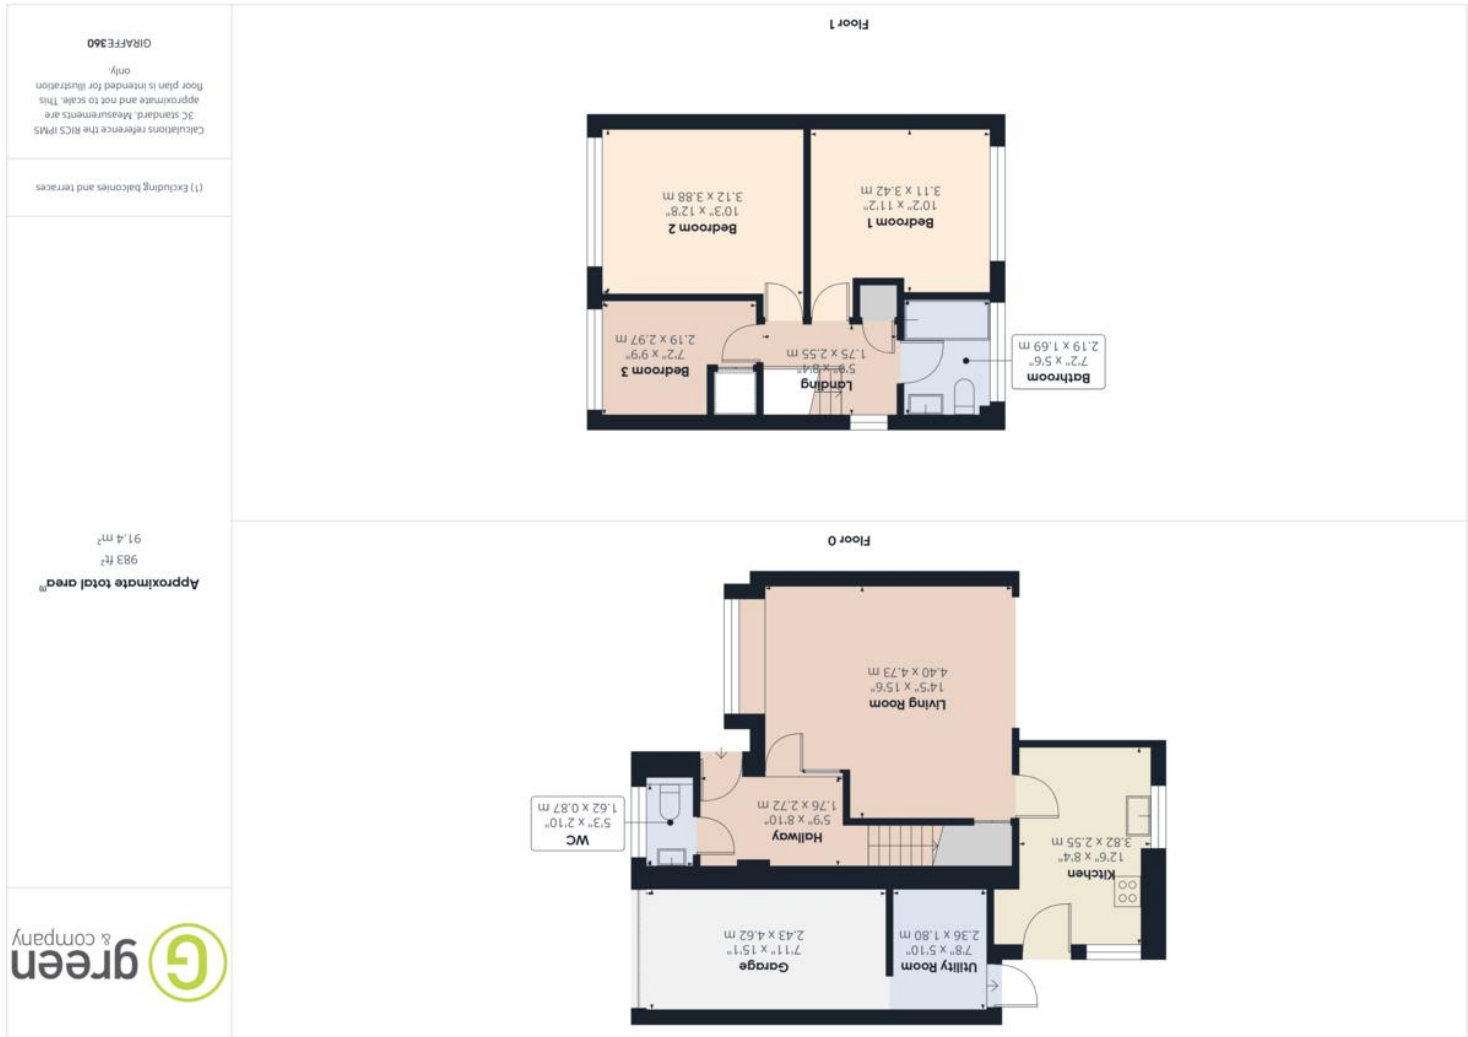 Utility Room
7'8" x 5'10"
2.36 x 1.80 m
Garage
7'11" x 15'1"
2.43 x 4.62 m
Kitchen
12'6" x 8'4"
3.82 x 2.55 m
Hallway
5'9" x 8'10"
1.76 x 2.72 m
WC
5'3" x 2'10"
1.62 x 0.87 m
Living Room
14'5" x 15'6"
4.40 x 4.73 m
Floor 0
Bathroom
7'2" x 5'6"
2.19 x 1.69 m
Landing
5'9" x 8'4"
1.75 x 2.55 m
Bedroom 3
7'2" x 9'9"
2.19 x 2.97 m
Bedroom 1
10'2" x 11'2"
3.11 x 3.42 m
Bedroom 2
10'3" x 12'8"
3.12 x 3.88 m
Floor 1
G green
& company
Approximate total area(1)
983 ft²
91.4 m²
(1) Excluding balconies and terraces
Calculations reference the RICS IPMS
3C standard. Measurements are
approximate and not to scale. This
floor plan is intended for illustration
only.
GIRAFFE360